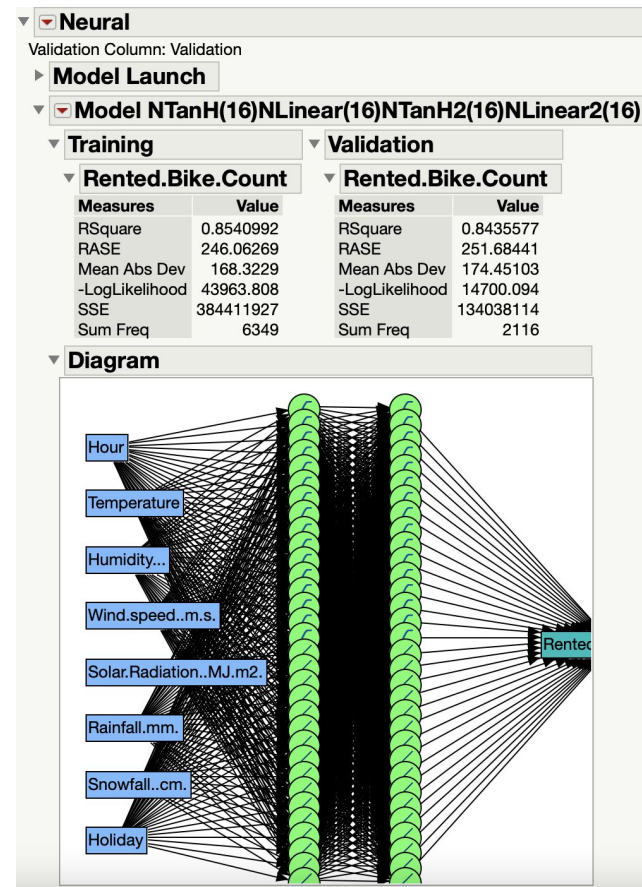 Neural
Validation Column: Validation
Model Launch
Model NTanH(16)NLinear(16)NTanH2(16)NLinear2(16)
Training
Validation
Rented.Bike.Count
Rented.Bike.Count
Measures Value
RSquare 0.8540992
RASE 246.06269
Mean Abs Dev 168.3229
-LogLikelihood 43963.808
SSE 384411927
Sum Freq 6349
Measures Value
RSquare 0.8435577
RASE 251.68441
Mean Abs Dev 174.45103
-LogLikelihood 14700.094
SSE 134038114
Sum Freq 2116
Diagram
Hour
Temperature
Humidity...
Wind.speed..m.s.
Solar.Radiation..MJ.m2.
Rainfall.mm.
Snowfall..cm.
Holiday
Rented